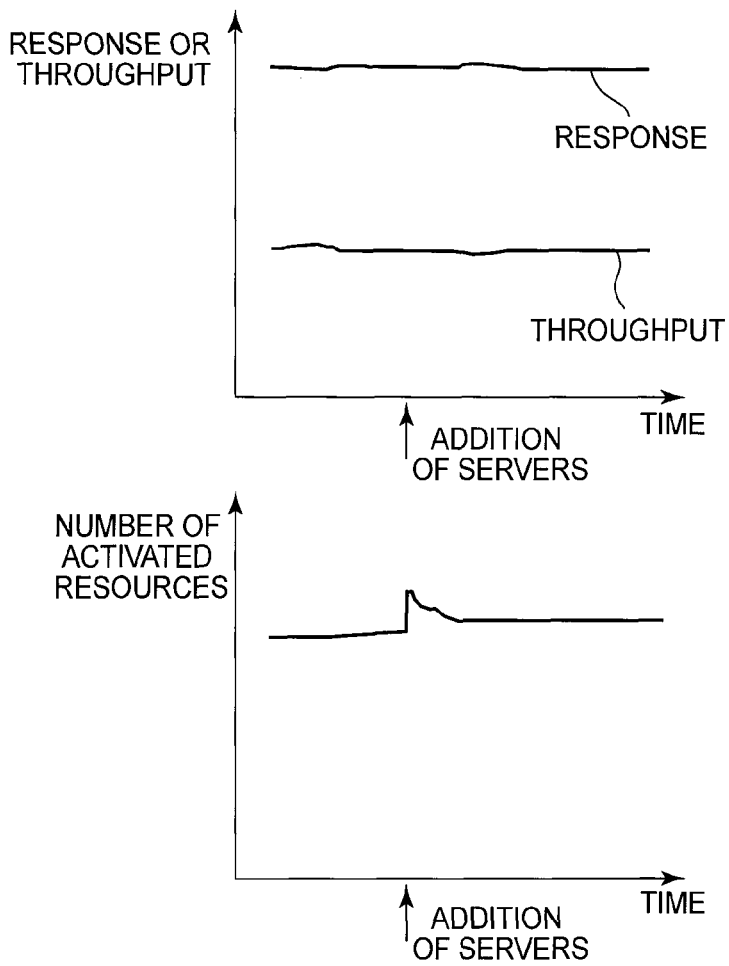 RESPONSE OR
THROUGHPUT
RESPONSE
THROUGHPUT
TIME
ADDITION
OF SERVERS
NUMBER OF
ACTIVATED
RESOURCES
TIME
ADDITION
OF SERVERS